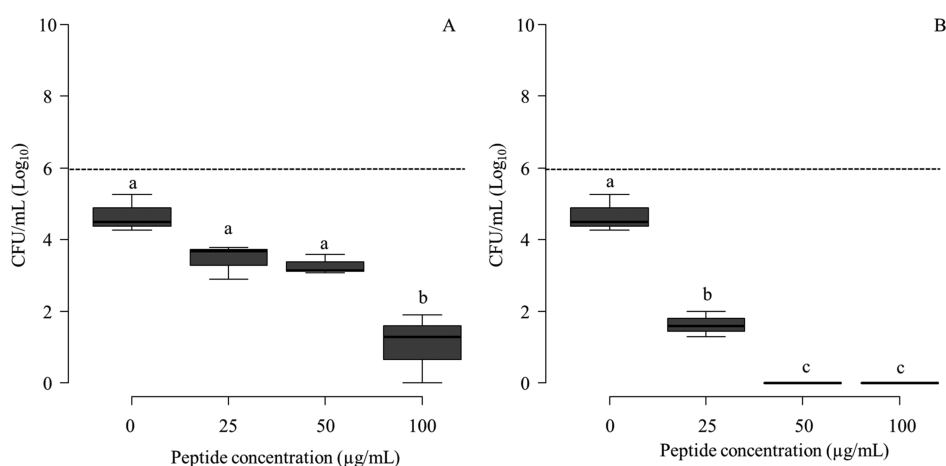 A
CFU/mL (Log10)
10
8
6
4
2
0
a
a
a
b
0 25 50 100
Peptide concentration (µg/mL)
B
CFU/mL (Log10)
10
8
6
4
2
0
a
b
c
c
0 25 50 100
Peptide concentration (µg/mL)